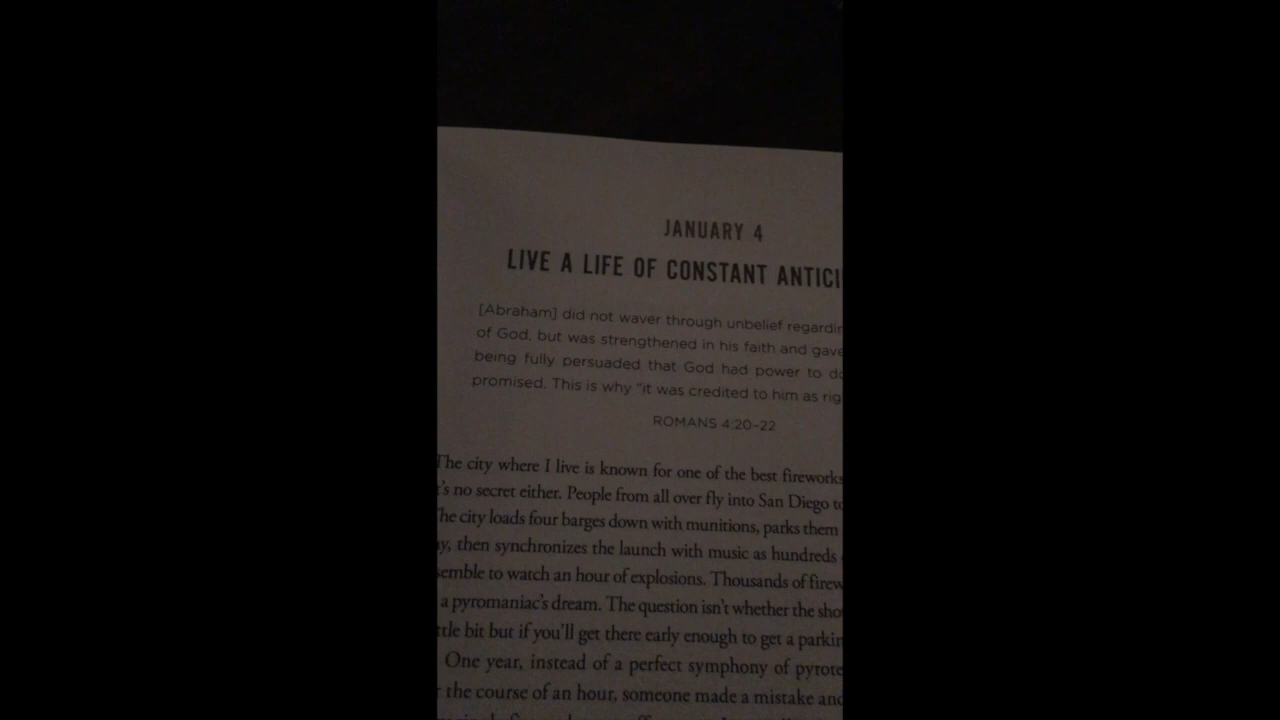 JANUARY 4
LIVE A LIFE OF CONSTANT ANTICI
[Abraham] did not waver through unbelief regardin
of God, but was strengthened in his faith and gave
being fully persuaded that God had power to do
promised. This is why "it was credited to him as rig
ROMANS 4:20–22
The city where I live is known for one of the best fireworks
's no secret either. People from all over fly into San Diego to
The city loads four barges down with munitions, parks them
ay, then synchronizes the launch with music as hundreds
semble to watch an hour of explosions. Thousands of firew
a pyromaniac's dream. The question isn't whether the sho
ttle bit but if you'll get there early enough to get a parkin
One year, instead of a perfect symphony of pyrote
r the course of an hour, someone made a mistake and